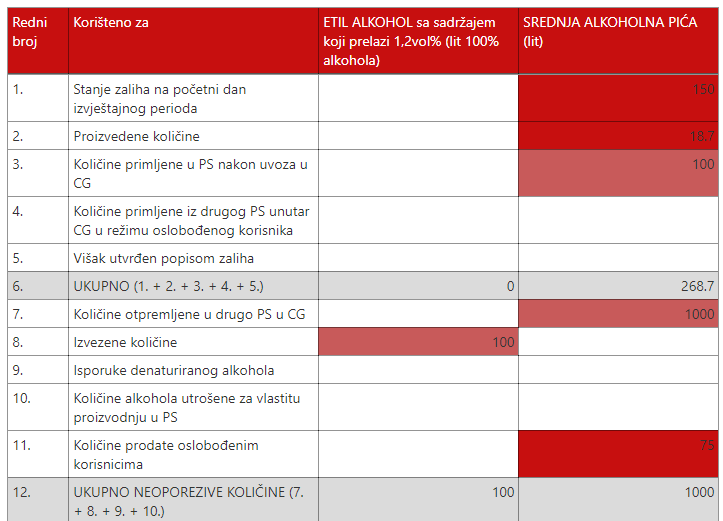 Redni broj Korišteno za ETIL ALKOHOL sa sadržajem koji prelazi 1,2vol% (lit 100% alkohola) SREDNJA ALKOHOLNA PIĆA (lit)
1. Stanje zaliha na početni dan izvještajnog perioda 150
2. Proizvedene količine 18.7
3. Količine primljene u PS nakon uvoza u CG 100
4. Količine primljene iz drugog PS unutar CG u režimu oslobođenog korisnika
5. Višak utvrđen popisom zaliha
6. UKUPNO (1. + 2. + 3. + 4. + 5.) 0 268.7
7. Količine otpremljene u drugo PS u CG 1000
8. Izvezene količine 100
9. Isporuke denaturiranog alkohola
10. Količine alkohola utrošene za vlastitu proizvodnju u PS
11. Količine prodate oslobođenim korisnicima 75
12. UKUPNO NEOPOREZIVE KOLIČINE (7. + 8. + 9. + 10.) 100 1000